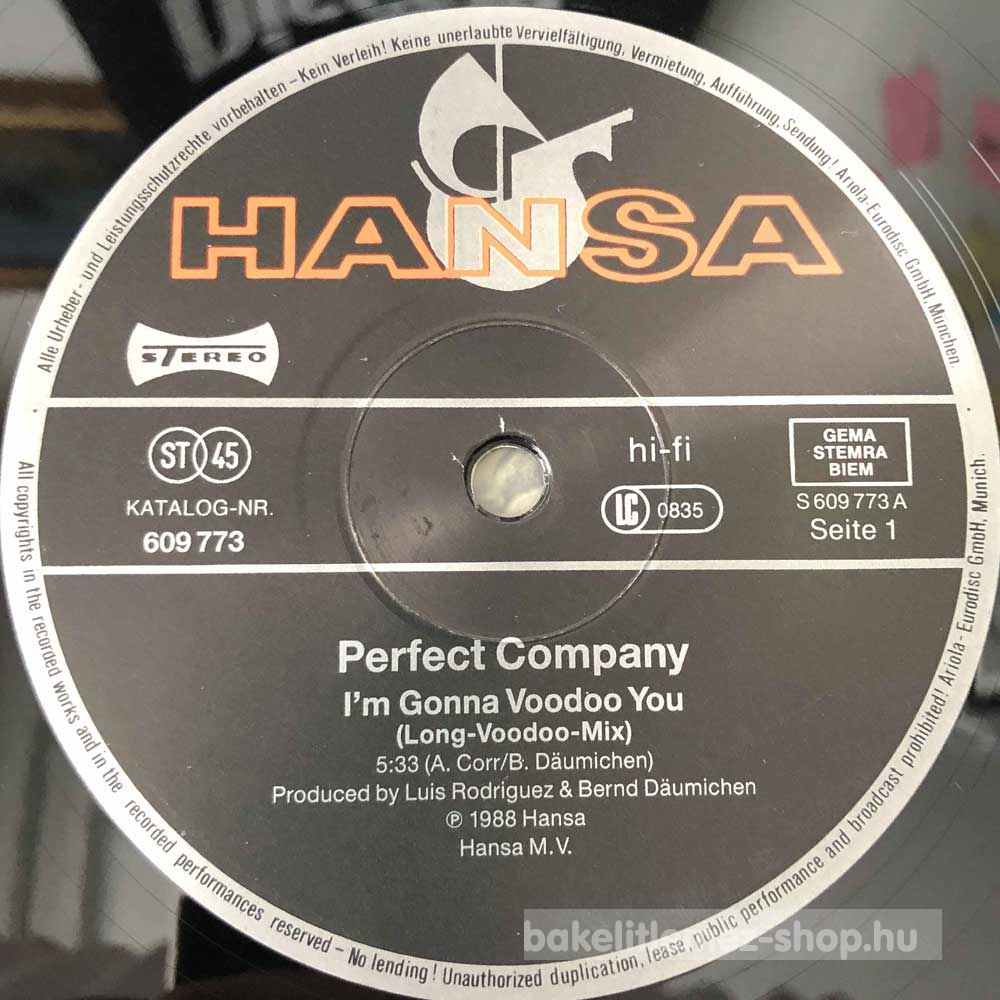 Alle Urheber- und Leistungsschutzrechte vorbehalten – Kein Verleih! Keine unerlaubte Vervielfältigung, Vermietung, Aufführung, Sendung! Ariola-Eurodisc GmbH, München.
HANSA
STEREO
ST 45
KATALOG-NR.
609 773
hi-fi
LC 0835
GEMA
STEMRA
BIEM
S 609 773 A
Seite 1
Perfect Company
I'm Gonna Voodoo You
(Long-Voodoo-Mix)
5:33 (A. Corr/B. Däumichen)
Produced by Luis Rodriguez & Bernd Däumichen
℗ 1988 Hansa
Hansa M.V.
All copyrights in the recorded works and in the recorded performances reserved – No lending! Unauthorized duplication, lease, public performance and broadcast prohibited! Ariola-Eurodisc GmbH, Munich.
bakelitlemez-shop.hu